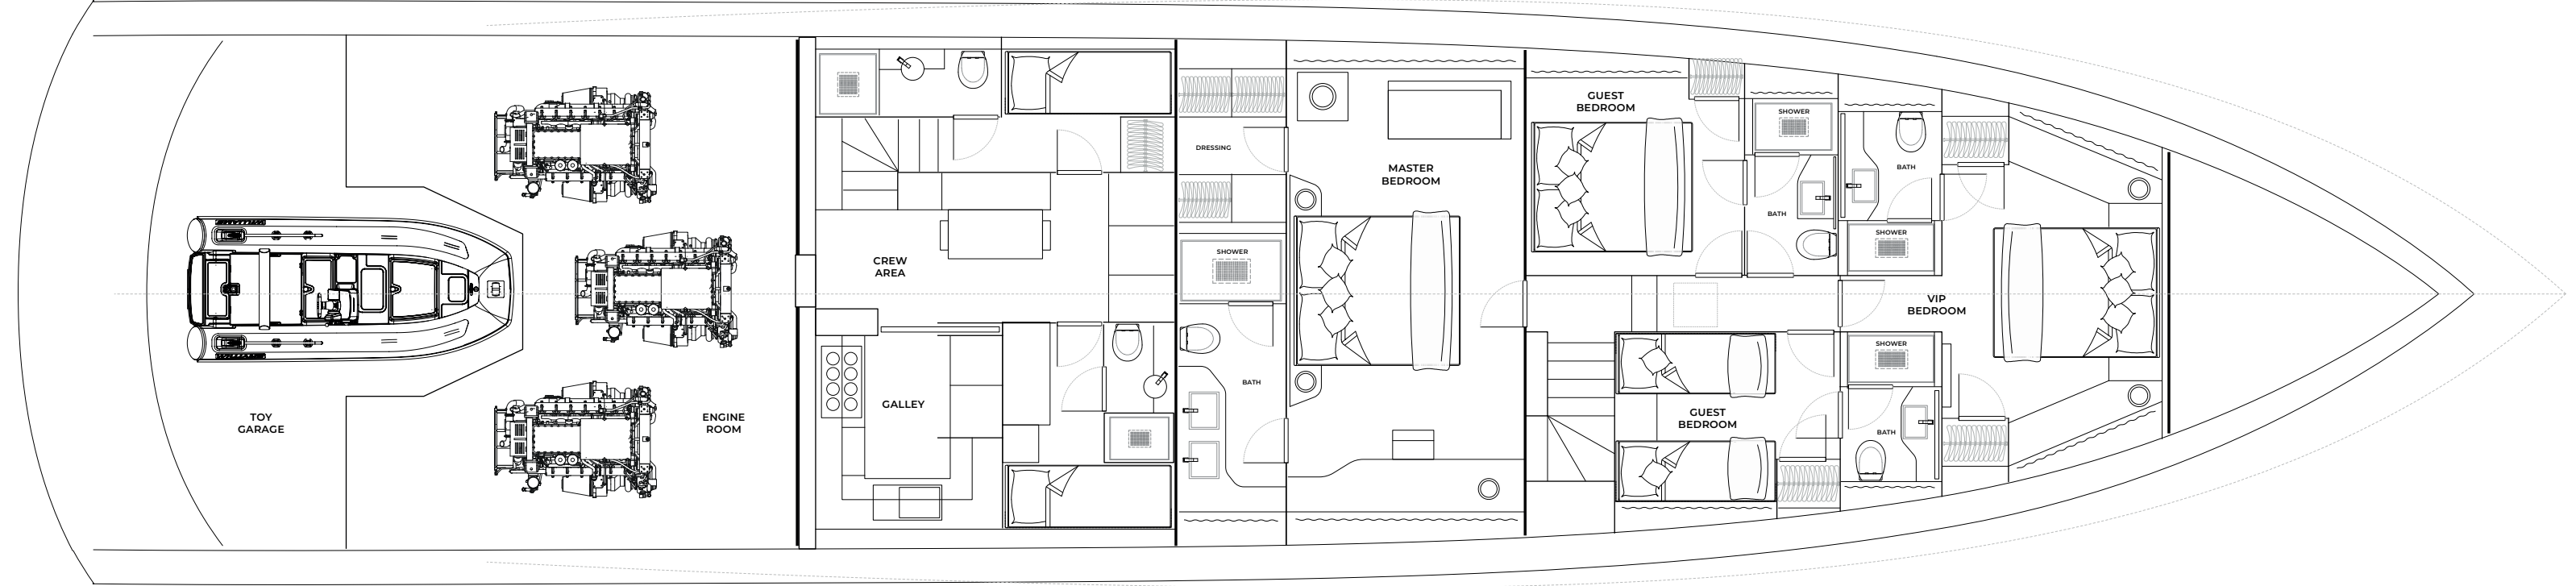 TOY
GARAGE
ENGINE
ROOM
CREW
AREA
GALLEY
DRESSING
SHOWER
BATH
MASTER
BEDROOM
GUEST
BEDROOM
SHOWER
BATH
BATH
SHOWER
VIP
BEDROOM
GUEST
BEDROOM
SHOWER
BATH